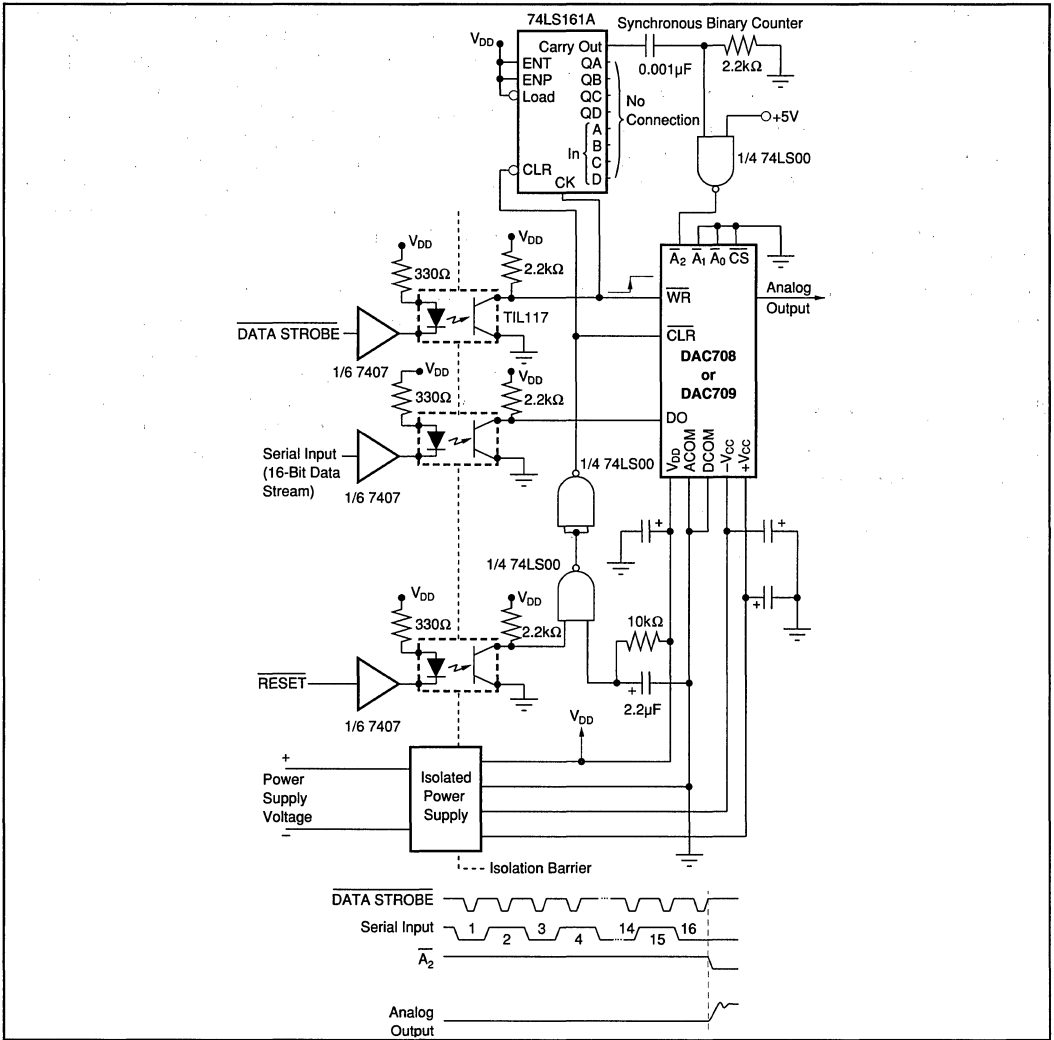 74LS161A
Synchronous Binary Counter
VDD
Carry Out
ENT
ENP
Load
QA
QB
QC
QD
A
B
C
D
In
CLR
CK
0.001μF
2.2kΩ
No
Connection
+5V
1/4 74LS00
VDD
330Ω
VDD
2.2kΩ
TIL117
DATA STROBE
1/6 7407
A2 A1 A0 CS
WR
CLR
DAC708
or
DAC709
DO
VDD
ACOM
DCOM
–VCC
+VCC
Analog
Output
VDD
330Ω
VDD
2.2kΩ
Serial Input
(16-Bit Data
Stream)
1/6 7407
1/4 74LS00
+
+
+
1/4 74LS00
VDD
330Ω
VDD
2.2kΩ
10kΩ
+
2.2μF
RESET
1/6 7407
VDD
+
Power
Supply
Voltage
–
Isolated
Power
Supply
Isolation Barrier
DATA STROBE
Serial Input 1 2 3 4 14 15 16
A2
Analog
Output